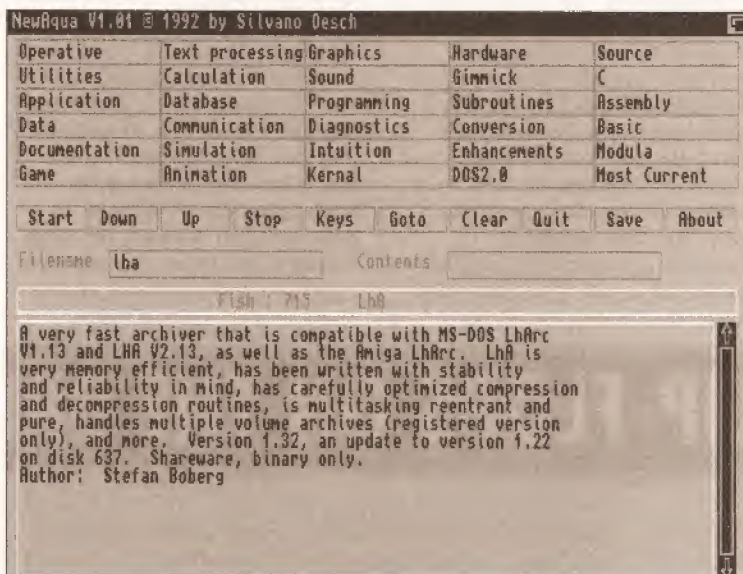 NewAqua V1.01 © 1992 by Silvano Oesch
Operative Text processing Graphics Hardware Source
Utilities Calculation Sound Gimmick C
Application Database Programming Subroutines Assembly
Data Communication Diagnostics Conversion Basic
Documentation Simulation Intuition Enhancements Modula
Game Animation Kernal DOS2.0 Most Current
Start Down Up Stop Keys Goto Clear Quit Save About
Filename lha Contents
Fish : 715 LhA
A very fast archiver that is compatible with MS-DOS LhArc
V1.13 and LHA V2.13, as well as the Amiga LhArc. LhA is
very memory efficient, has been written with stability
and reliability in mind, has carefully optimized compression
and decompression routines, is multitasking reentrant and
pure, handles multiple volume archives (registered version
only), and more. Version 1.32, an update to version 1.22
on disk 637. Shareware, binary only.
Author: Stefan Boberg